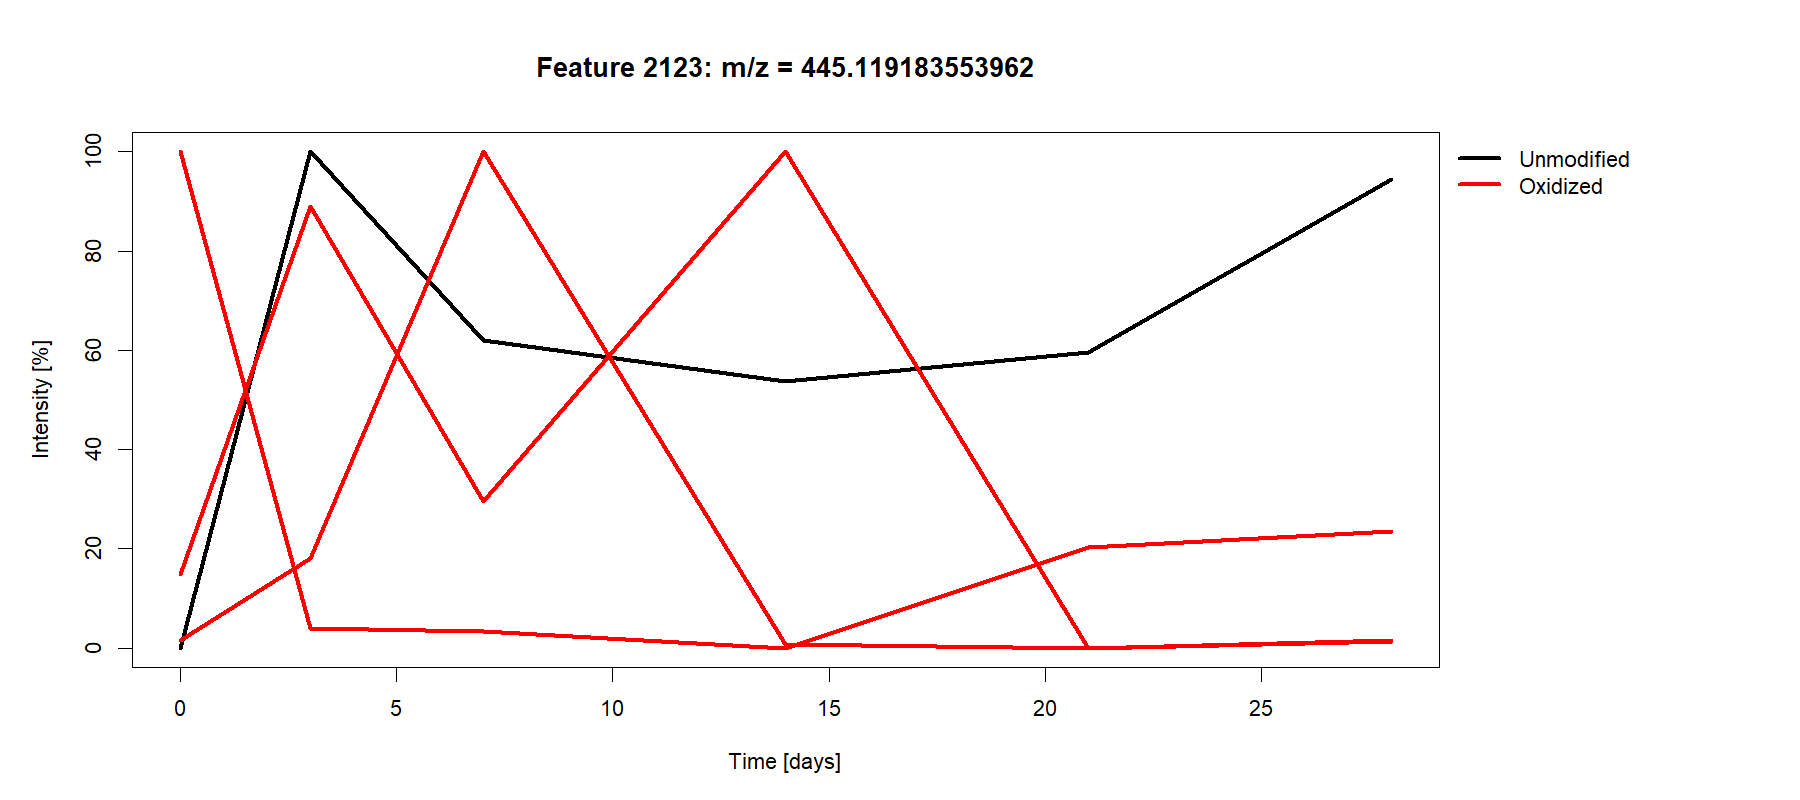 Feature 2123: m/z = 445.119183553962
Unmodified
Oxidized
Intensity [%]
100
80
60
40
20
0
0 5 10 15 20 25
Time [days]